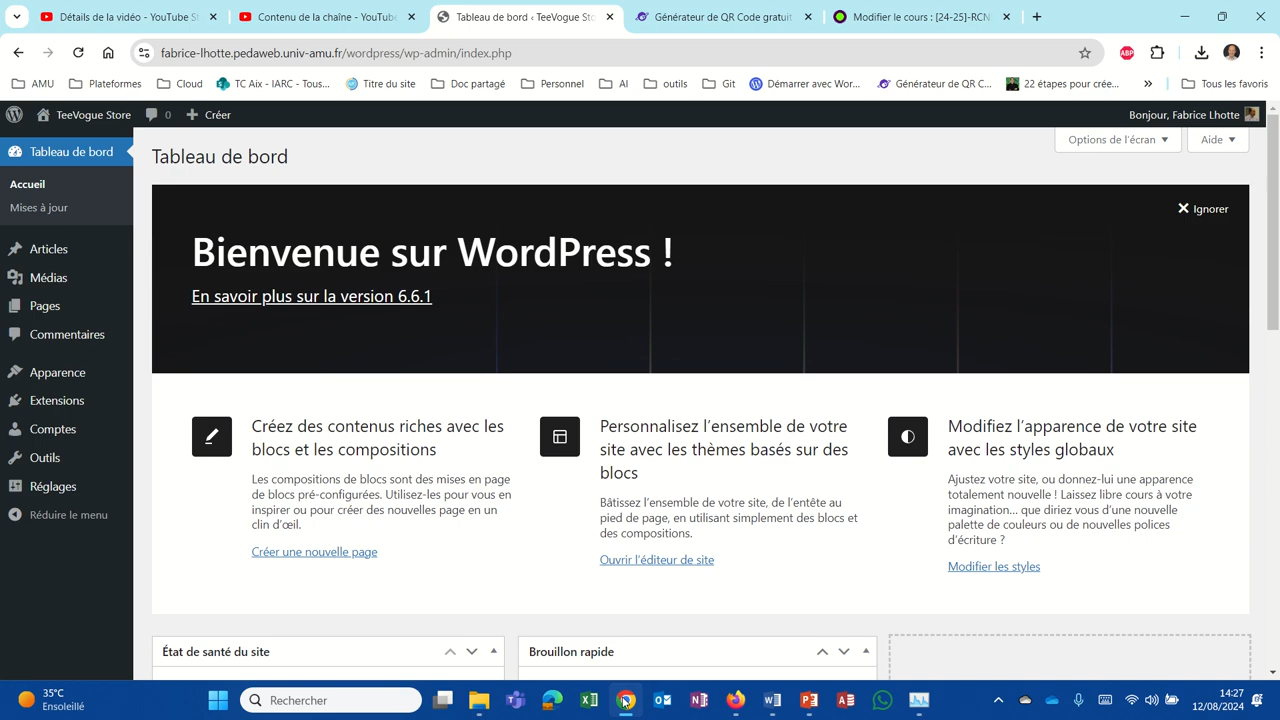 Détails de la vidéo - YouTube St
Contenu de la chaîne - YouTube
Tableau de bord ‹ TeeVogue Sto
Générateur de QR Code gratuit
Modifier le cours : [24-25]-RCN
fabrice-lhotte.pedaweb.univ-amu.fr/wordpress/wp-admin/index.php
ABP
AMU
Plateformes
Cloud
TC Aix - IARC - Tous...
Titre du site
Doc partagé
Personnel
AI
outils
Git
Démarrer avec Wor...
Générateur de QR C...
22 étapes pour crée...
»
Tous les favoris
TeeVogue Store
0
Créer
Bonjour, Fabrice Lhotte
Tableau de bord
Accueil
Mises à jour
Articles
Médias
Pages
Commentaires
Apparence
Extensions
Comptes
Outils
Réglages
Réduire le menu
Tableau de bord
Options de l’écran
Aide
Ignorer
Bienvenue sur WordPress !
En savoir plus sur la version 6.6.1
Créez des contenus riches avec les
blocs et les compositions
Les compositions de blocs sont des mises en page
de blocs pré-configurées. Utilisez-les pour vous en
inspirer ou pour créer des nouvelles page en un
clin d’œil.
Créer une nouvelle page
Personnalisez l’ensemble de votre
site avec les thèmes basés sur des
blocs
Bâtissez l’ensemble de votre site, de l’entête au
pied de page, en utilisant simplement des blocs et
des compositions.
Ouvrir l’éditeur de site
Modifiez l’apparence de votre site
avec les styles globaux
Ajustez votre site, ou donnez-lui une apparence
totalement nouvelle ! Laissez libre cours à votre
imagination… que diriez vous d’une nouvelle
palette de couleurs ou de nouvelles polices
d’écriture ?
Modifier les styles
État de santé du site
Brouillon rapide
35°C
Ensoleillé
Rechercher
14:27
12/08/2024